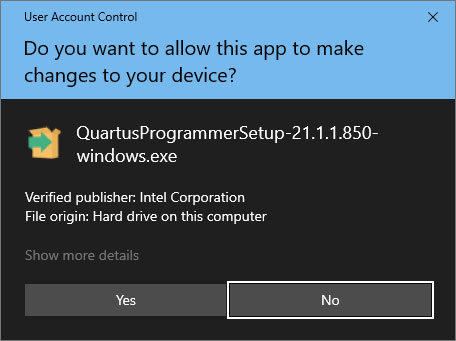 User Account Control
Do you want to allow this app to make
changes to your device?
QuartusProgrammerSetup-21.1.1.850-
windows.exe
Verified publisher: Intel Corporation
File origin: Hard drive on this computer
Show more details
Yes
No